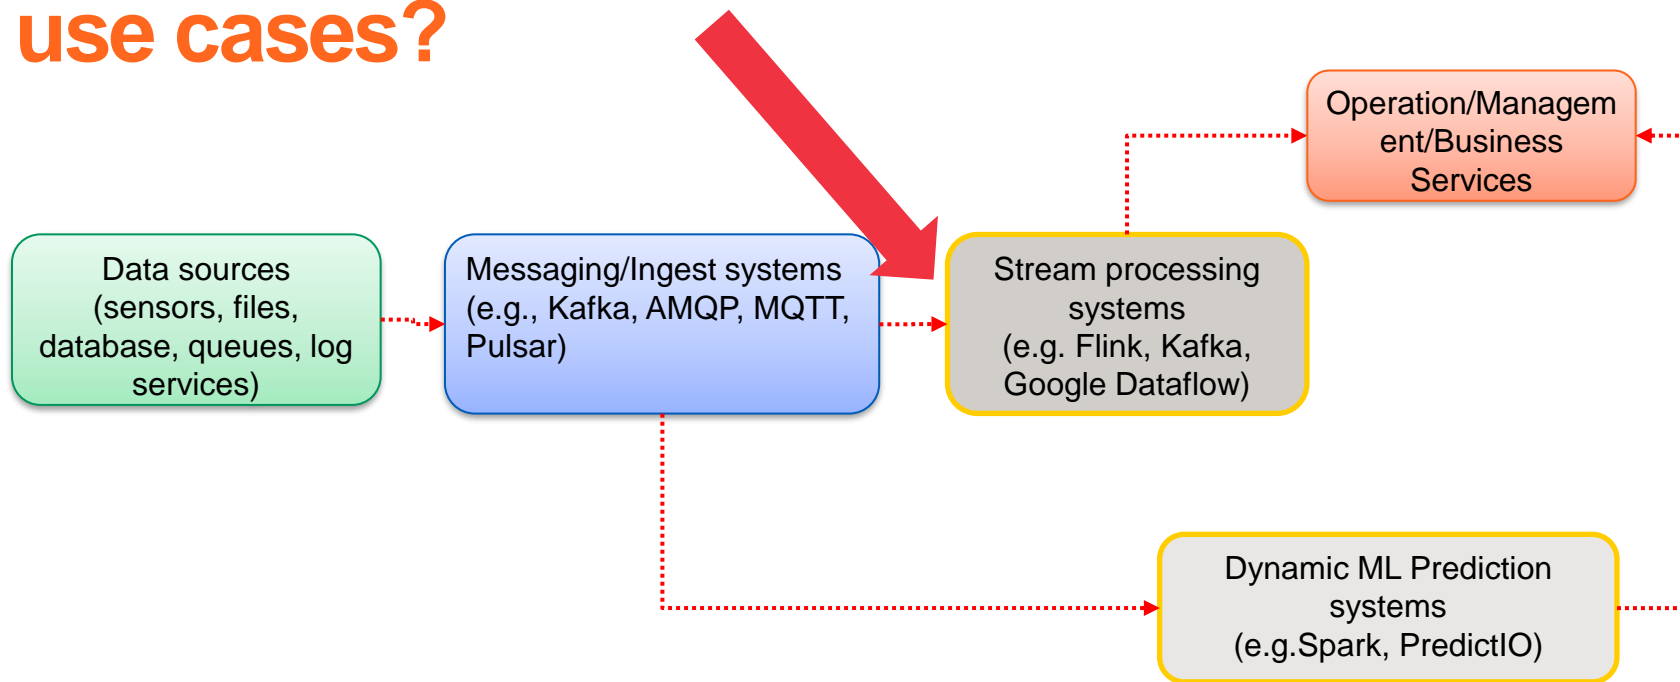 use cases?
Operation/Managem
ent/Business
Services
Data sources
(sensors, files,
database, queues, log
services)
Messaging/Ingest systems
(e.g., Kafka, AMQP, MQTT,
Pulsar)
Stream processing
systems
(e.g. Flink, Kafka,
Google Dataflow)
Dynamic ML Prediction
systems
(e.g.Spark, PredictIO)